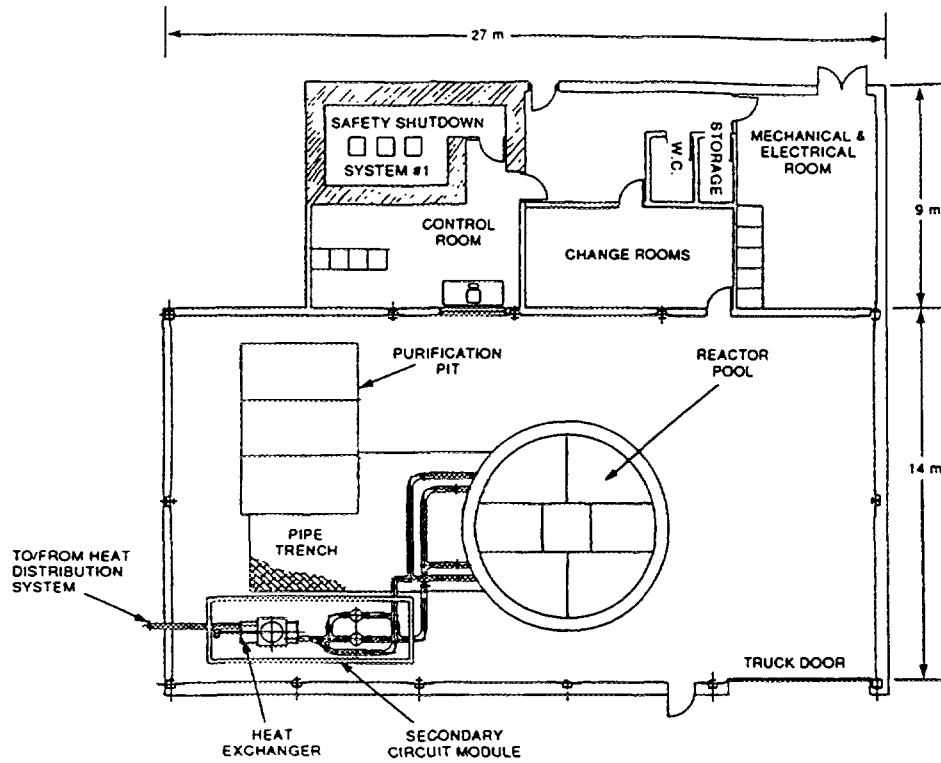 27 m
SAFETY SHUTDOWN
SYSTEM #1
W.C.
STORAGE
MECHANICAL &
ELECTRICAL
ROOM
9 m
CONTROL
ROOM
CHANGE ROOMS
PURIFICATION
PIT
REACTOR
POOL
14 m
PIPE
TRENCH
TO/FROM HEAT
DISTRIBUTION
SYSTEM
TRUCK DOOR
HEAT
EXCHANGER
SECONDARY
CIRCUIT MODULE